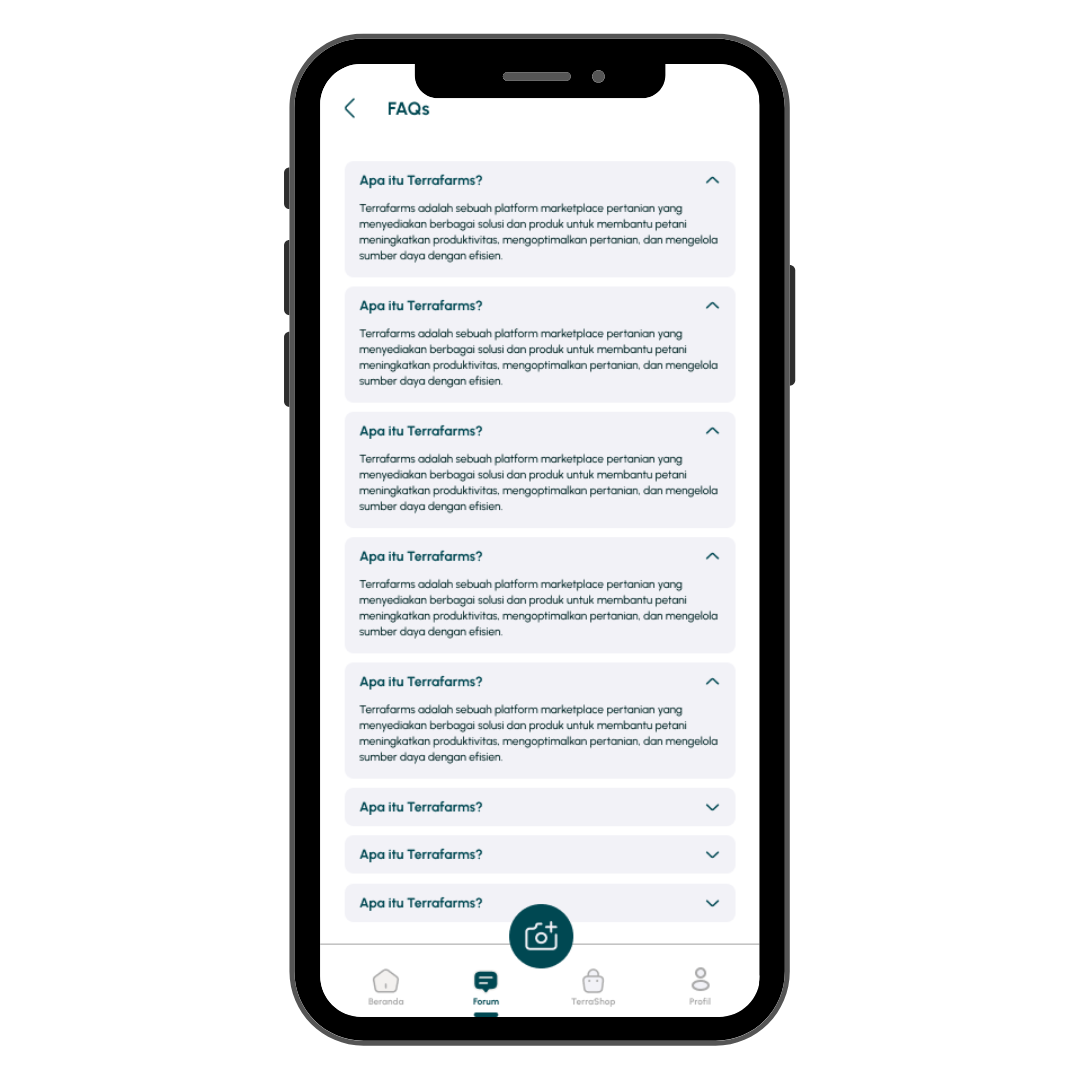 FAQs
Apa itu Terrafarms?
Terrafarms adalah sebuah platform marketplace pertanian yang
menyediakan berbagai solusi dan produk untuk membantu petani
meningkatkan produktivitas, mengoptimalkan pertanian, dan mengelola
sumber daya dengan efisien.
Apa itu Terrafarms?
Terrafarms adalah sebuah platform marketplace pertanian yang
menyediakan berbagai solusi dan produk untuk membantu petani
meningkatkan produktivitas, mengoptimalkan pertanian, dan mengelola
sumber daya dengan efisien.
Apa itu Terrafarms?
Terrafarms adalah sebuah platform marketplace pertanian yang
menyediakan berbagai solusi dan produk untuk membantu petani
meningkatkan produktivitas, mengoptimalkan pertanian, dan mengelola
sumber daya dengan efisien.
Apa itu Terrafarms?
Terrafarms adalah sebuah platform marketplace pertanian yang
menyediakan berbagai solusi dan produk untuk membantu petani
meningkatkan produktivitas, mengoptimalkan pertanian, dan mengelola
sumber daya dengan efisien.
Apa itu Terrafarms?
Terrafarms adalah sebuah platform marketplace pertanian yang
menyediakan berbagai solusi dan produk untuk membantu petani
meningkatkan produktivitas, mengoptimalkan pertanian, dan mengelola
sumber daya dengan efisien.
Apa itu Terrafarms?
Apa itu Terrafarms?
Apa itu Terrafarms?
Beranda
Forum
TerraShop
Profil